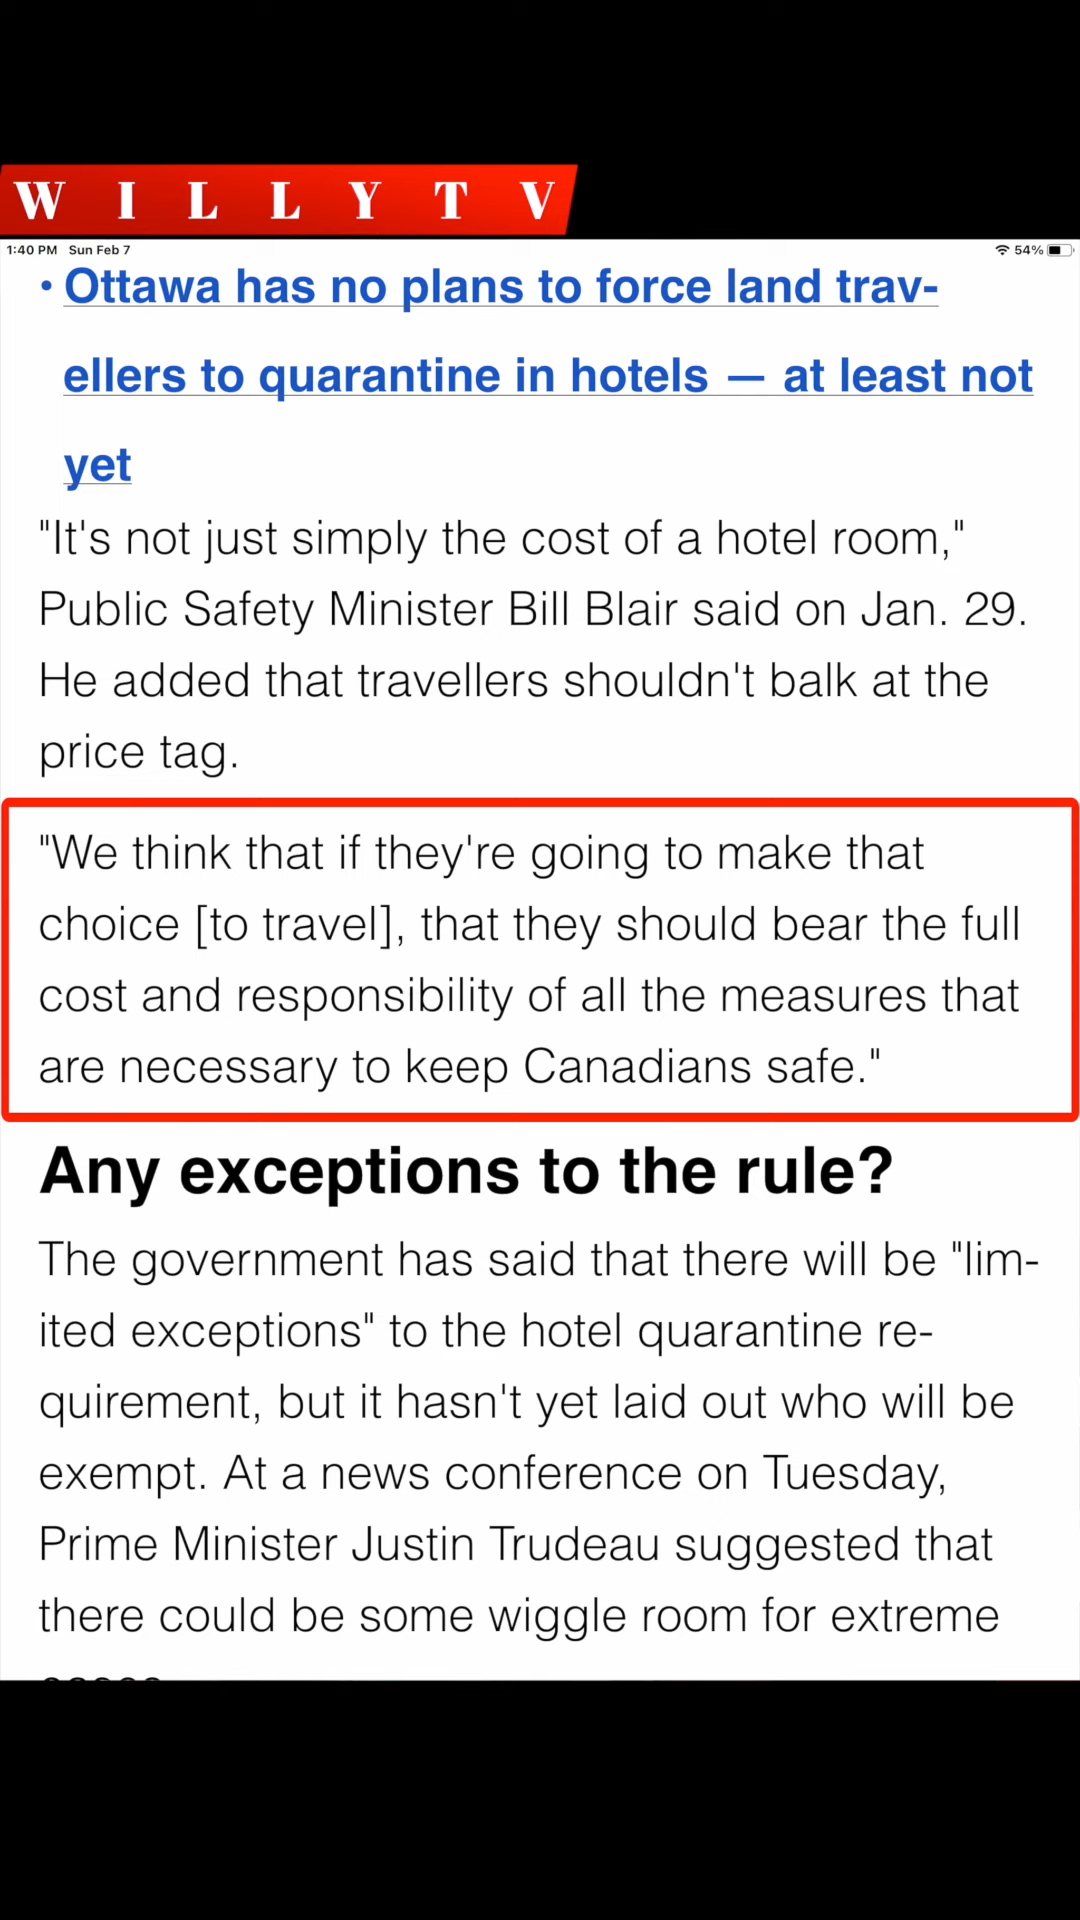 W I L L Y T V
1:40 PM Sun Feb 7 54%
• Ottawa has no plans to force land trav-
ellers to quarantine in hotels — at least not
yet
"It's not just simply the cost of a hotel room,"
Public Safety Minister Bill Blair said on Jan. 29.
He added that travellers shouldn't balk at the
price tag.
"We think that if they're going to make that
choice [to travel], that they should bear the full
cost and responsibility of all the measures that
are necessary to keep Canadians safe."
Any exceptions to the rule?
The government has said that there will be "lim-
ited exceptions" to the hotel quarantine re-
quirement, but it hasn't yet laid out who will be
exempt. At a news conference on Tuesday,
Prime Minister Justin Trudeau suggested that
there could be some wiggle room for extreme